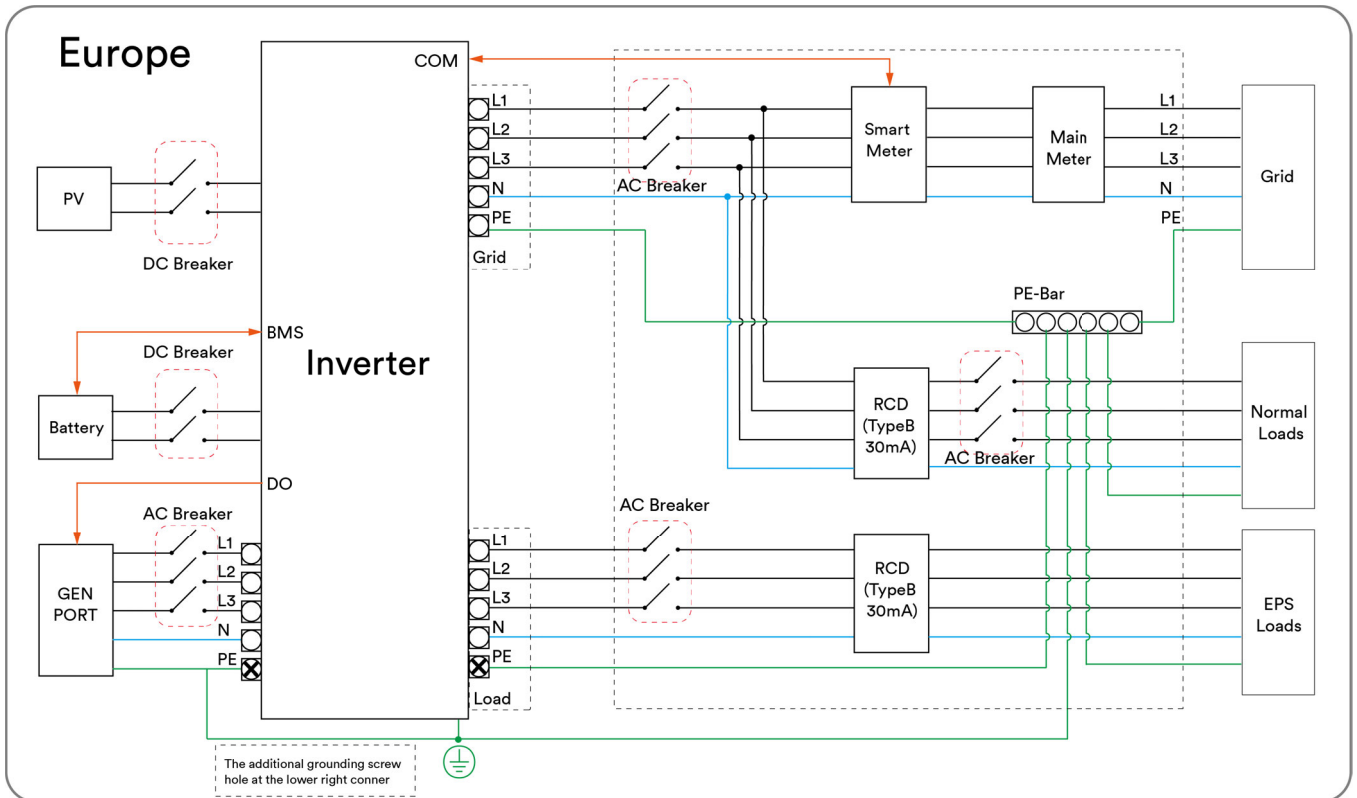 Europe
COM
L1
L2
L3
N
PE
Grid
AC Breaker
Smart
Meter
Main
Meter
L1
L2
L3
N
PE
Grid
PV
DC Breaker
PE-Bar
BMS
Inverter
DC Breaker
Battery
RCD
(TypeB
30mA)
AC Breaker
Normal
Loads
DO
AC Breaker
GEN
PORT
L1
L2
L3
N
PE
L1
L2
L3
N
PE
Load
AC Breaker
RCD
(TypeB
30mA)
EPS
Loads
The additional grounding screw
hole at the lower right conner